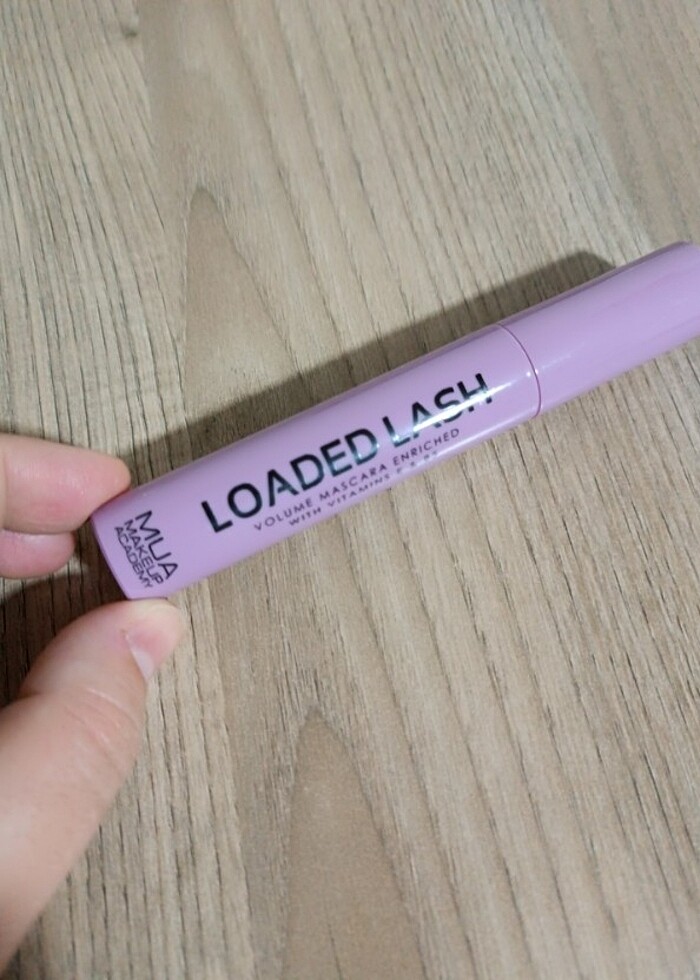 LOADED LASH
VOLUME MASCARA ENRICHED
WITH VITAMINS
MUA
MAKEUP
ACADEMY